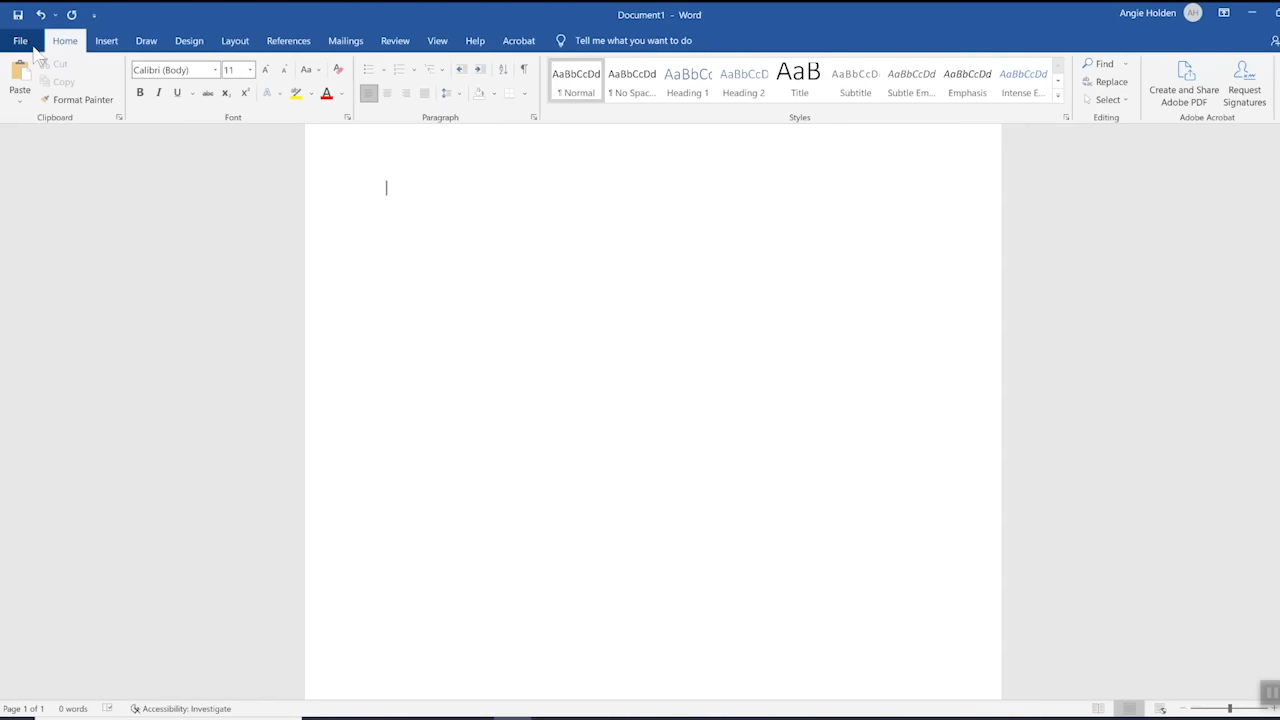 Document1 - Word
Angie Holden
AH
File
Home
Insert
Draw
Design
Layout
References
Mailings
Review
View
Help
Acrobat
Tell me what you want to do
Paste
Cut
Copy
Format Painter
Clipboard
Calibri (Body)
11
Aa
B I U abc x₂ x²
A
A
Font
Paragraph
AaBbCcDd
¶ Normal
AaBbCcDd
¶ No Spac...
AaBbCc
Heading 1
AaBbCcD
Heading 2
AaB
Title
AaBbCcD
Subtitle
AaBbCcDd
Subtle Em...
AaBbCcDd
Emphasis
AaBbCcDd
Intense E...
Styles
Find
Replace
Select
Editing
Create and Share
Adobe PDF
Request
Signatures
Adobe Acrobat
Page 1 of 1
0 words
Accessibility: Investigate